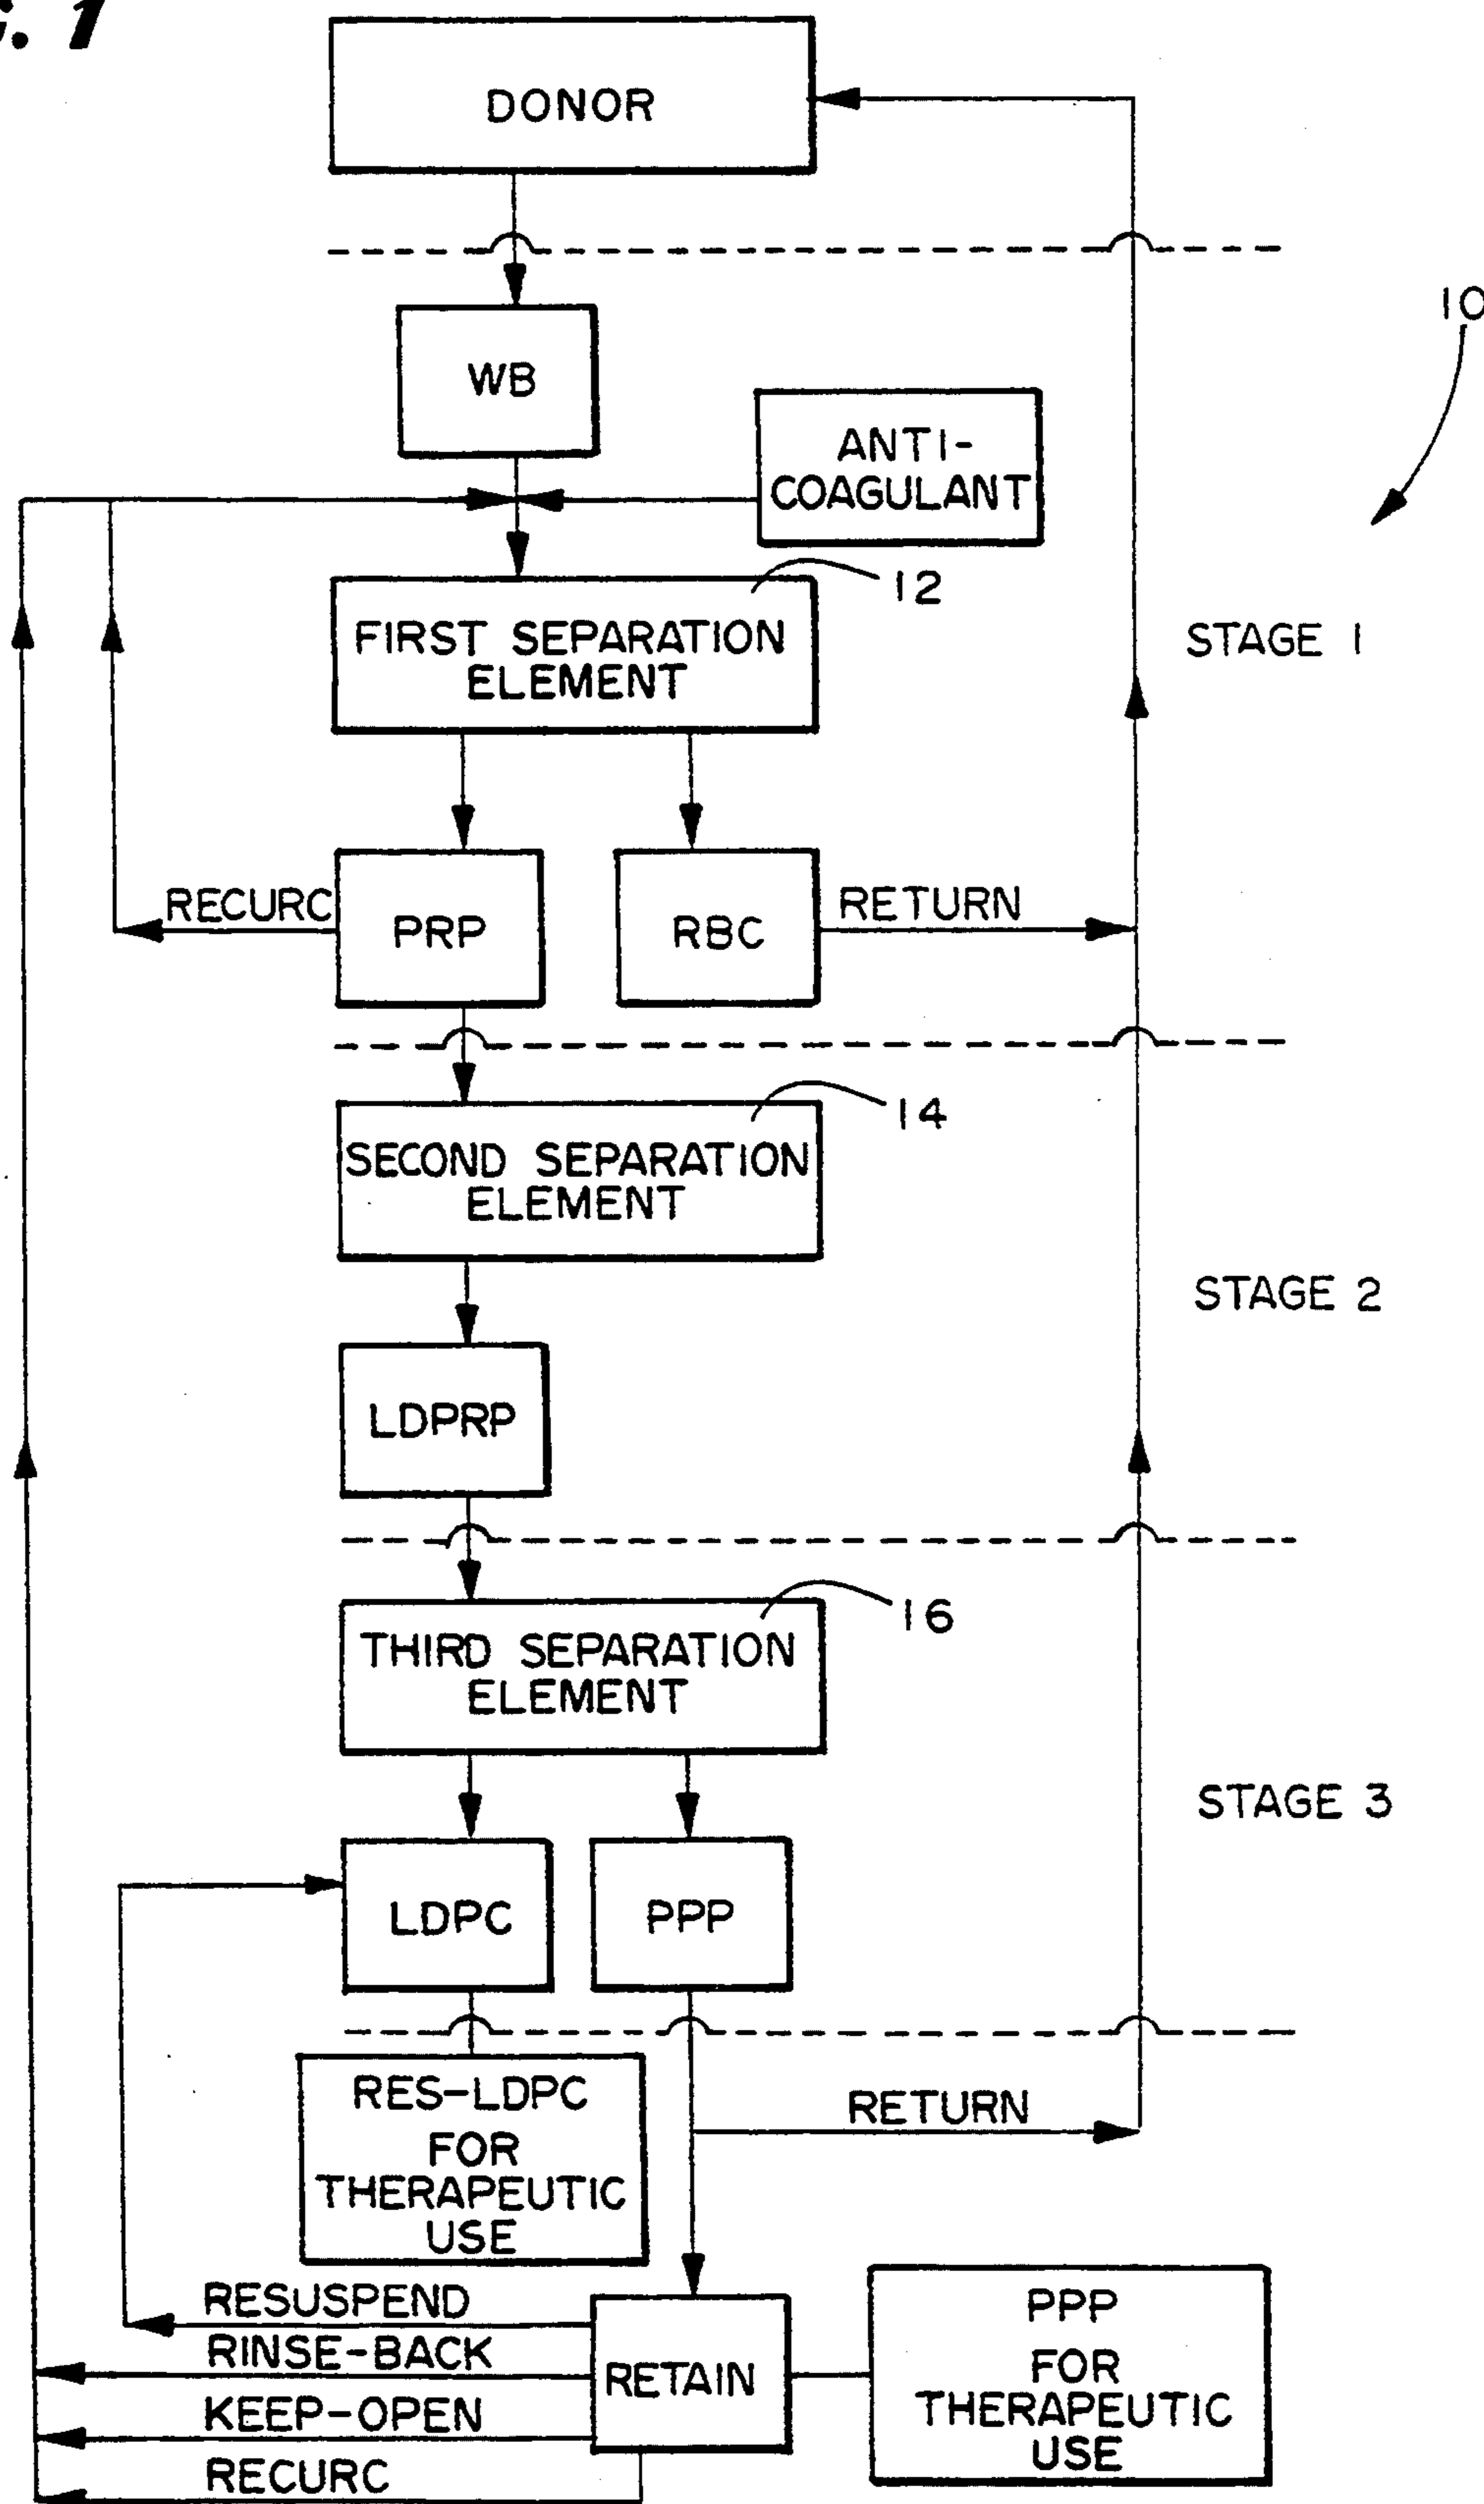 . 1
DONOR
WB
10
ANTI-
COAGULANT
12
FIRST SEPARATION
ELEMENT
STAGE 1
RECURC
PRP
RBC
RETURN
14
SECOND SEPARATION
ELEMENT
STAGE 2
LDPRP
16
THIRD SEPARATION
ELEMENT
STAGE 3
LDPC
PPP
RES-LDPC
FOR
THERAPEUTIC
USE
RETURN
RESUSPEND
RINSE-BACK
KEEP-OPEN
RECURC
RETAIN
PPP
FOR
THERAPEUTIC
USE